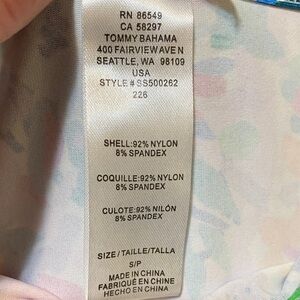 RN 86549
CA 58297
TOMMY BAHAMA
400 FAIRVIEW AVE N
SEATTLE, WA 98109
USA
STYLE # SS500262
226
SHELL:92% NYLON
8% SPANDEX
COQUILLE:92% NYLON
8% SPANDEX
CULOTE:92% NILÓN
8% SPANDEX
SIZE/TAILLE/TALLA
S/P
MADE IN CHINA
FABRIQUÉ EN CHINE
HECHO EN CHINA